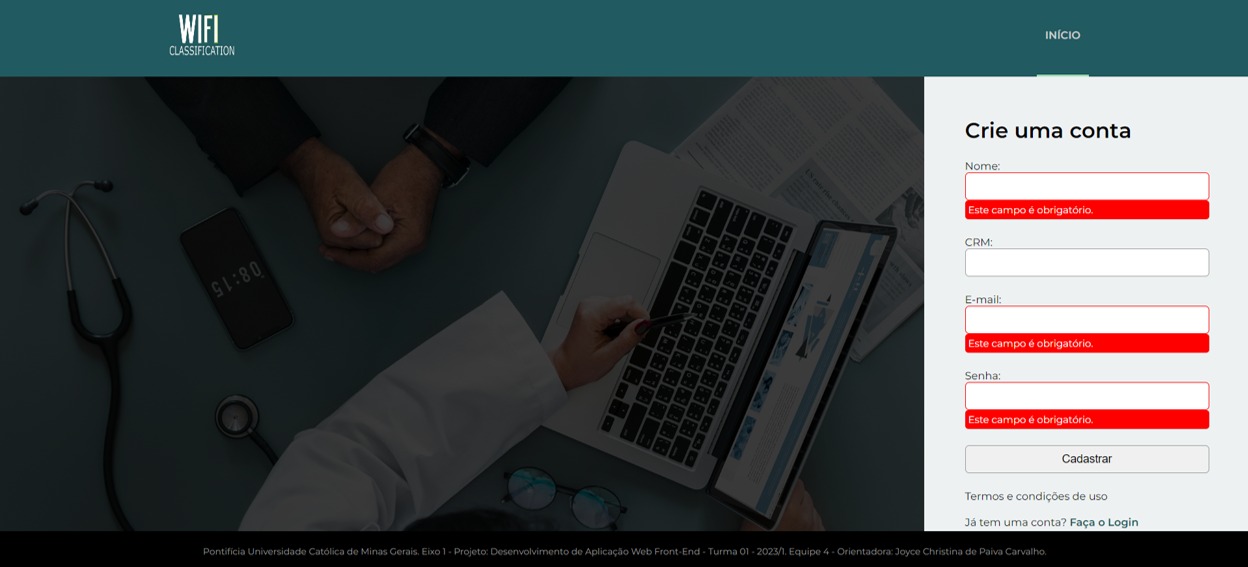 WIFI
CLASSIFICATION
INÍCIO
Crie uma conta
Nome:
Este campo é obrigatório.
CRM:
E-mail:
Este campo é obrigatório.
Senha:
Este campo é obrigatório.
Cadastrar
Termos e condições de uso
Já tem uma conta? Faça o Login
08:15
Pontifícia Universidade Católica de Minas Gerais. Eixo 1 - Projeto: Desenvolvimento de Aplicação Web Front-End - Turma 01 - 2023/1. Equipe 4 - Orientadora: Joyce Christina de Paiva Carvalho.